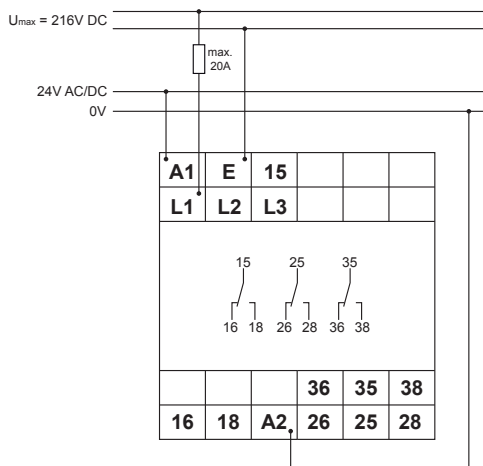 Umax = 216V DC
max.
20A
24V AC/DC
0V
A1 E 15
L1 L2 L3
15 25 35
16 18 26 28 36 38
36 35 38
16 18 A2 26 25 28